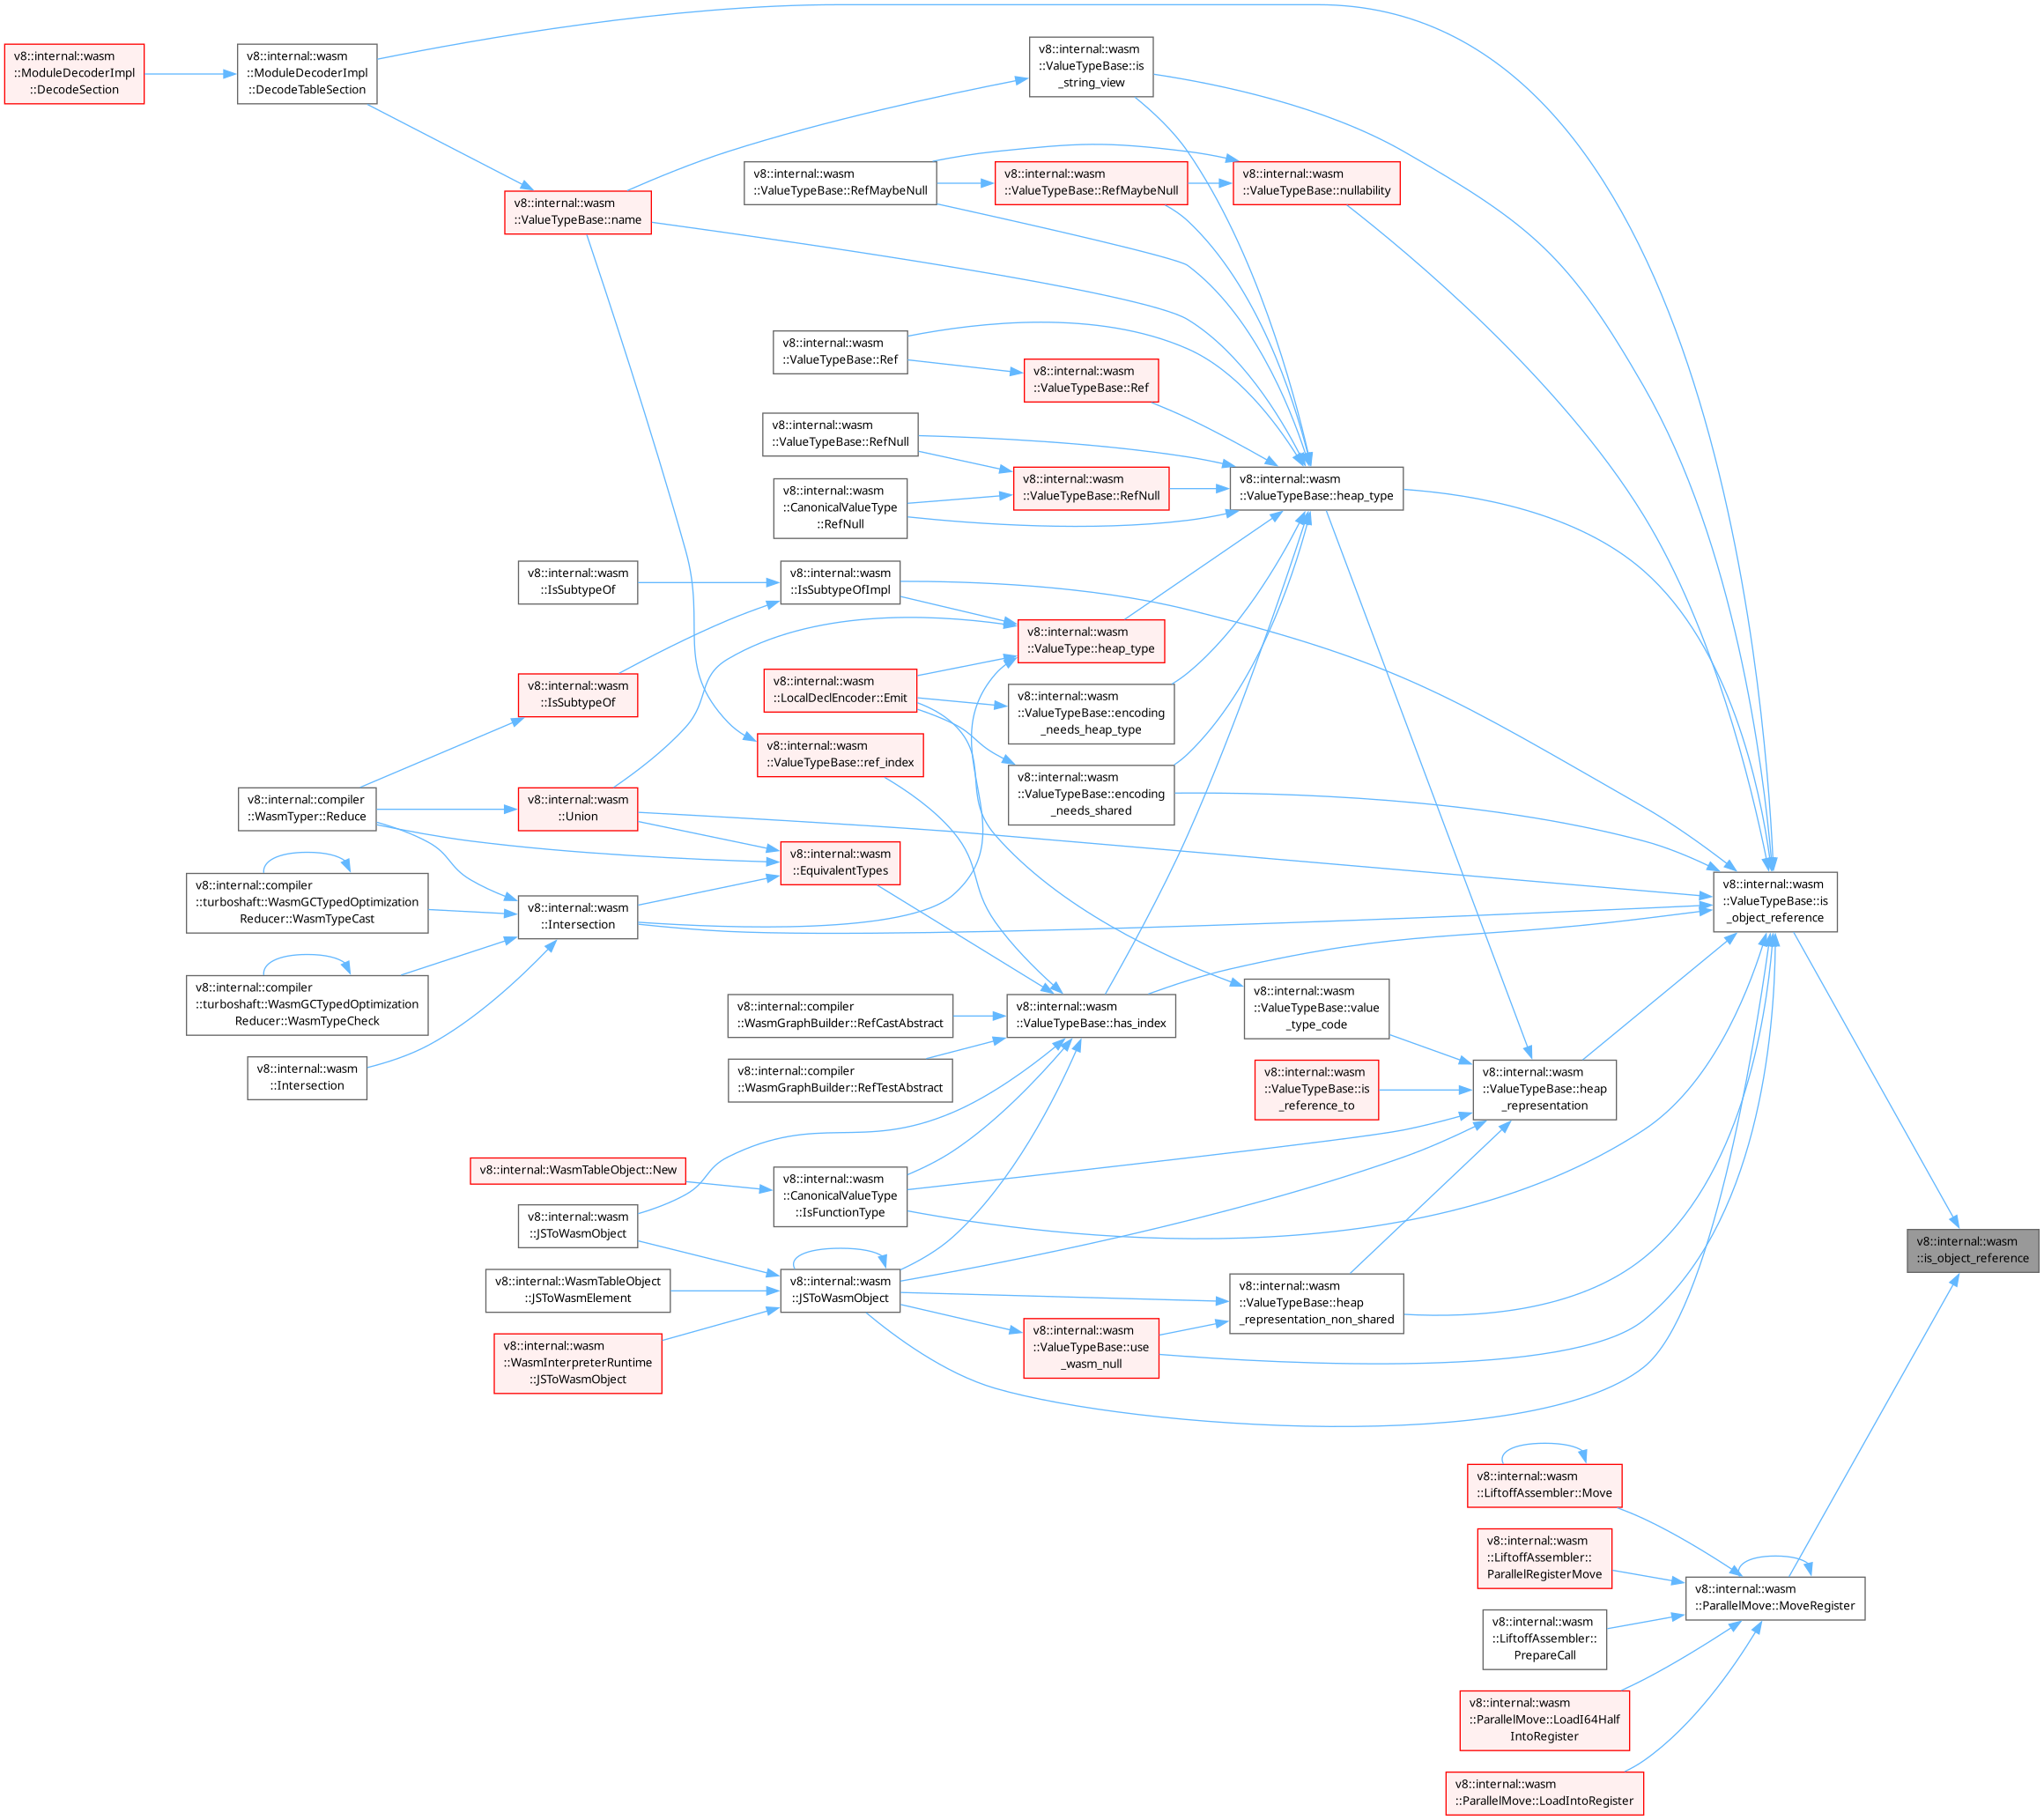 v8::internal::wasm
::ModuleDecoderImpl
::DecodeSection
v8::internal::wasm
::ModuleDecoderImpl
::DecodeTableSection
v8::internal::wasm
::ValueTypeBase::is
_string_view
v8::internal::wasm
::ValueTypeBase::name
v8::internal::wasm
::ValueTypeBase::RefMaybeNull
v8::internal::wasm
::ValueTypeBase::RefMaybeNull
v8::internal::wasm
::ValueTypeBase::nullability
v8::internal::wasm
::ValueTypeBase::Ref
v8::internal::wasm
::ValueTypeBase::Ref
v8::internal::wasm
::ValueTypeBase::RefNull
v8::internal::wasm
::ValueTypeBase::RefNull
v8::internal::wasm
::ValueTypeBase::heap_type
v8::internal::wasm
::CanonicalValueType
::RefNull
v8::internal::wasm
::IsSubtypeOf
v8::internal::wasm
::IsSubtypeOfImpl
v8::internal::wasm
::ValueType::heap_type
v8::internal::wasm
::IsSubtypeOf
v8::internal::wasm
::LocalDeclEncoder::Emit
v8::internal::wasm
::ValueTypeBase::encoding
_needs_heap_type
v8::internal::wasm
::ValueTypeBase::ref_index
v8::internal::wasm
::ValueTypeBase::encoding
_needs_shared
v8::internal::compiler
::WasmTyper::Reduce
v8::internal::wasm
::Union
v8::internal::wasm
::EquivalentTypes
v8::internal::compiler
::turboshaft::WasmGCTypedOptimization
Reducer::WasmTypeCast
v8::internal::wasm
::Intersection
v8::internal::wasm
::ValueTypeBase::is
_object_reference
v8::internal::compiler
::turboshaft::WasmGCTypedOptimization
Reducer::WasmTypeCheck
v8::internal::compiler
::WasmGraphBuilder::RefCastAbstract
v8::internal::wasm
::ValueTypeBase::has_index
v8::internal::wasm
::ValueTypeBase::value
_type_code
v8::internal::wasm
::Intersection
v8::internal::compiler
::WasmGraphBuilder::RefTestAbstract
v8::internal::wasm
::ValueTypeBase::is
_reference_to
v8::internal::wasm
::ValueTypeBase::heap
_representation
v8::internal::WasmTableObject::New
v8::internal::wasm
::CanonicalValueType
::IsFunctionType
v8::internal::wasm
::JSToWasmObject
v8::internal::wasm
::is_object_reference
v8::internal::WasmTableObject
::JSToWasmElement
v8::internal::wasm
::JSToWasmObject
v8::internal::wasm
::ValueTypeBase::heap
_representation_non_shared
v8::internal::wasm
::WasmInterpreterRuntime
::JSToWasmObject
v8::internal::wasm
::ValueTypeBase::use
_wasm_null
v8::internal::wasm
::LiftoffAssembler::Move
v8::internal::wasm
::LiftoffAssembler::
ParallelRegisterMove
v8::internal::wasm
::ParallelMove::MoveRegister
v8::internal::wasm
::LiftoffAssembler::
PrepareCall
v8::internal::wasm
::ParallelMove::LoadI64Half
IntoRegister
v8::internal::wasm
::ParallelMove::LoadIntoRegister